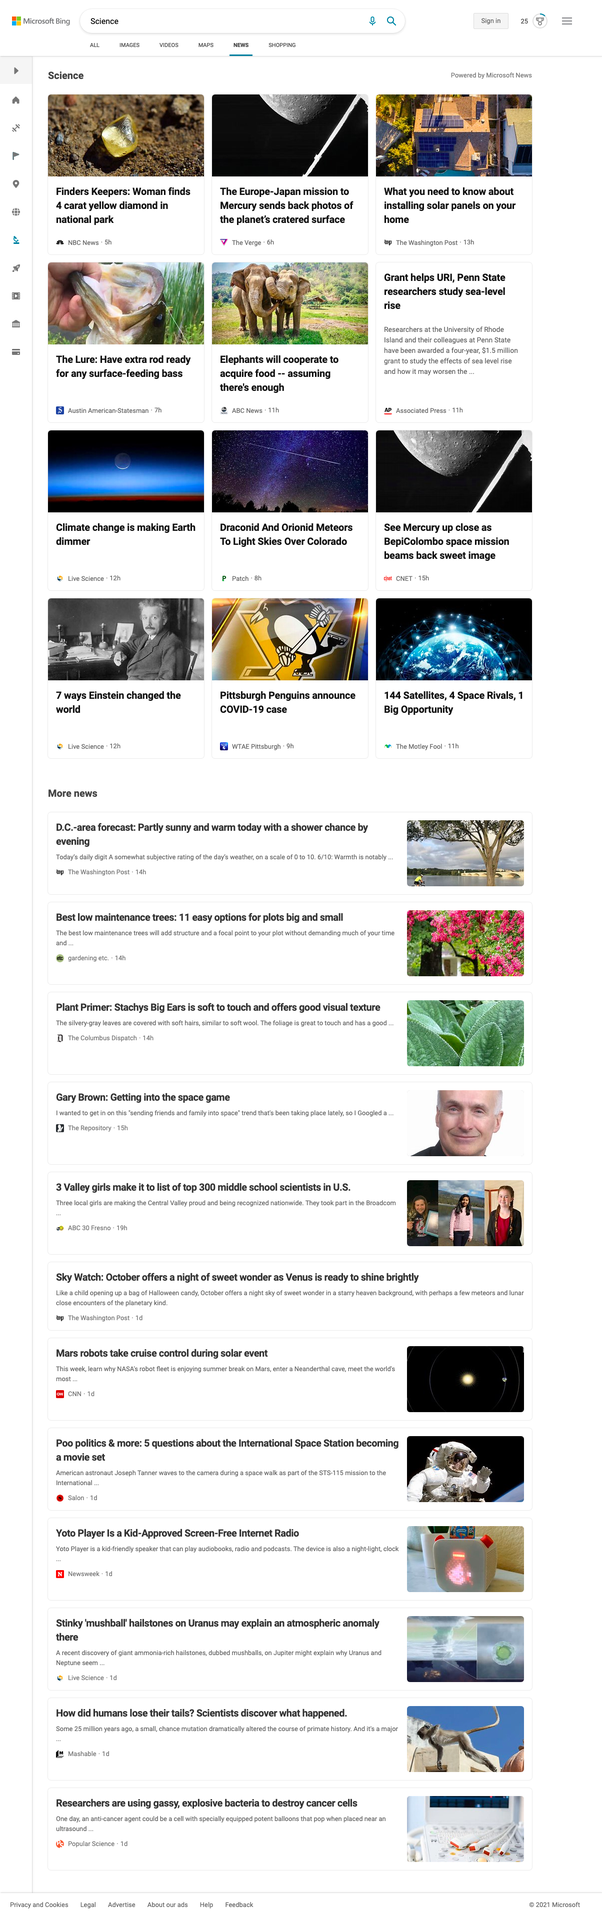 Microsoft Bing
Science
Sign in
25
ALL
IMAGES
VIDEOS
MAPS
NEWS
SHOPPING
Science
Powered by Microsoft News
Finders Keepers: Woman finds
4 carat yellow diamond in
national park
NBC News · 5h
The Europe-Japan mission to
Mercury sends back photos of
the planet's cratered surface
The Verge · 6h
What you need to know about
installing solar panels on your
home
The Washington Post · 13h
The Lure: Have extra rod ready
for any surface-feeding bass
Austin American-Statesman · 7h
Elephants will cooperate to
acquire food -- assuming
there's enough
ABC News · 11h
Grant helps URI, Penn State
researchers study sea-level
rise
Researchers at the University of Rhode
Island and their colleagues at Penn State
have been awarded a four-year, $1.5 million
grant to study the effects of sea level rise
and how it may worsen the ...
AP
Associated Press · 11h
Climate change is making Earth
dimmer
Live Science · 12h
Draconid And Orionid Meteors
To Light Skies Over Colorado
Patch · 8h
See Mercury up close as
BepiColombo space mission
beams back sweet image
CNET · 15h
7 ways Einstein changed the
world
Live Science · 12h
Pittsburgh Penguins announce
COVID-19 case
WTAE Pittsburgh · 9h
144 Satellites, 4 Space Rivals, 1
Big Opportunity
The Motley Fool · 11h
More news
D.C.-area forecast: Partly sunny and warm today with a shower chance by
evening
Today's daily digit A somewhat subjective rating of the day's weather, on a scale of 0 to 10. 6/10: Warmth is notably ...
The Washington Post · 14h
Best low maintenance trees: 11 easy options for plots big and small
The best low maintenance trees will add structure and a focal point to your plot without demanding much of your time
and ...
gardening etc. · 14h
Plant Primer: Stachys Big Ears is soft to touch and offers good visual texture
The silvery-gray leaves are covered with soft hairs, similar to soft wool. The foliage is great to touch and has a good ...
The Columbus Dispatch · 14h
Gary Brown: Getting into the space game
I wanted to get in on this "sending friends and family into space" trend that's been taking place lately, so I Googled a ...
The Repository · 15h
3 Valley girls make it to list of top 300 middle school scientists in U.S.
Three local girls are making the Central Valley proud and being recognized nationwide. They took part in the Broadcom
...
ABC 30 Fresno · 19h
Sky Watch: October offers a night of sweet wonder as Venus is ready to shine brightly
Like a child opening up a bag of Halloween candy, October offers a night sky of sweet wonder in a starry heaven background, with perhaps a few meteors and lunar
close encounters of the planetary kind.
The Washington Post · 1d
Mars robots take cruise control during solar event
This week, learn why NASA's robot fleet is enjoying summer break on Mars, enter a Neanderthal cave, meet the world's
most ...
CNN · 1d
Poo politics & more: 5 questions about the International Space Station becoming
a movie set
American astronaut Joseph Tanner waves to the camera during a space walk as part of the STS-115 mission to the
International ...
Salon · 1d
Yoto Player Is a Kid-Approved Screen-Free Internet Radio
Yoto Player is a kid-friendly speaker that can play audiobooks, radio and podcasts. The device is also a night-light, clock
...
Newsweek · 1d
Stinky 'mushball' hailstones on Uranus may explain an atmospheric anomaly
there
A recent discovery of giant ammonia-rich hailstones, dubbed mushballs, on Jupiter might explain why Uranus and
Neptune seem ...
Live Science · 1d
How did humans lose their tails? Scientists discover what happened.
Some 25 million years ago, a small, chance mutation dramatically altered the course of primate history. And it's a major
...
Mashable · 1d
Researchers are using gassy, explosive bacteria to destroy cancer cells
One day, an anti-cancer agent could be a cell with specially equipped potent balloons that pop when placed near an
ultrasound ...
Popular Science · 1d
Privacy and Cookies
Legal
Advertise
About our ads
Help
Feedback
© 2021 Microsoft